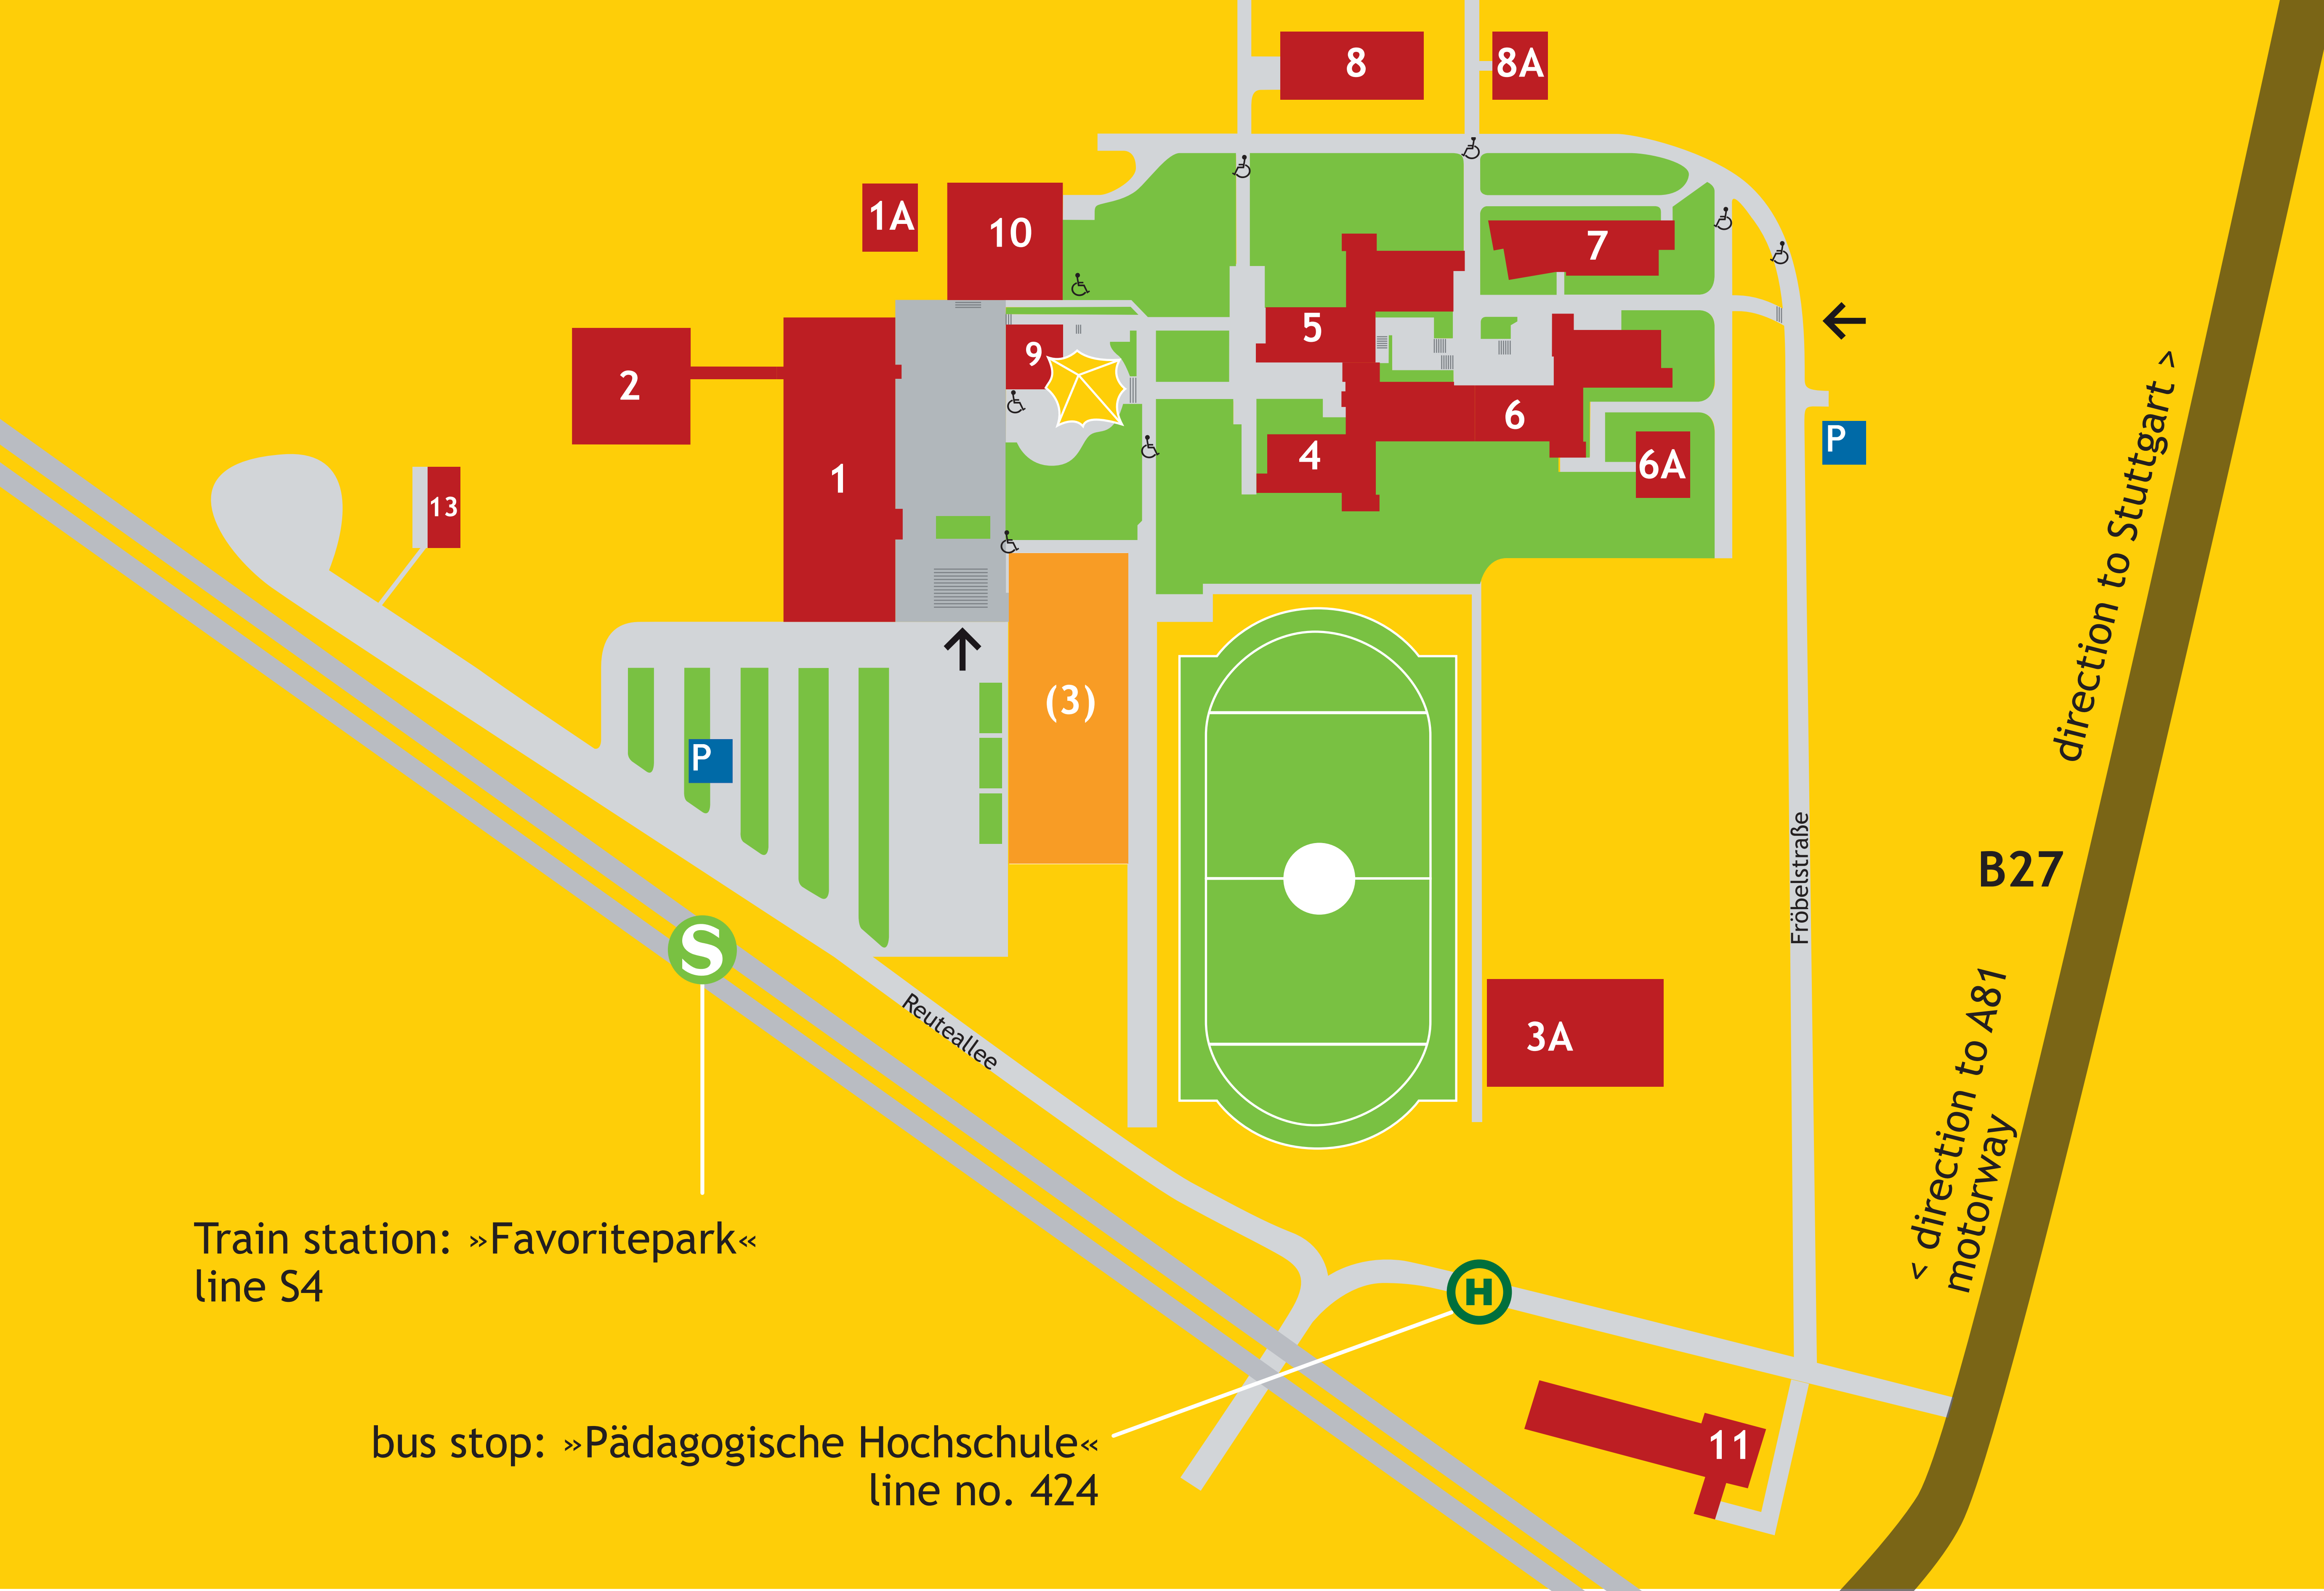 8
8A
1A
10
7
5
9
2
6
4
6A
1
P
13
direction to Stuttgart >
(3)
P
B27
Fröbelstraße
S
Reuteallee
3A
< direction to A81
motorway
Train station: »Favoritepark«
line S4
H
bus stop: »Pädagogische Hochschule«
line no. 424
11